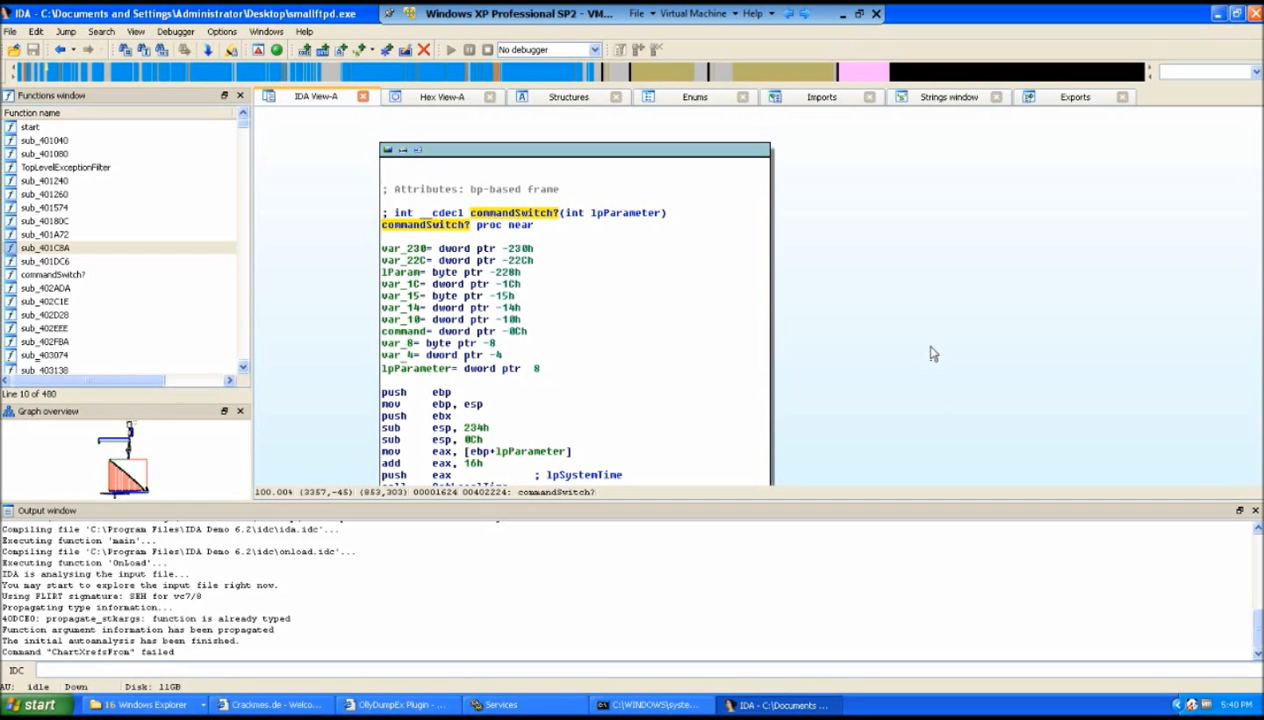 IDA - C:\Documents and Settings\Administrator\Desktop\smallftpd.exe
Windows XP Professional SP2 - VM... File Virtual Machine Help
File Edit Jump Search View Debugger Options Windows Help
No debugger
Functions window
IDA View-A Hex View-A Structures Enums Imports Strings window Exports
Function name
start
sub_401040
sub_401080
TopLevelExceptionFilter
sub_401240
sub_401260
sub_401574
sub_40180C
sub_401A72
sub_401C8A
sub_401DC6
commandSwitch?
sub_402ADA
sub_402C1E
sub_402D28
sub_402EEE
sub_402FBA
sub_403074
sub_403138
Line 10 of 480
Graph overview
; Attributes: bp-based frame
; int __cdecl commandSwitch?(int lpParameter)
commandSwitch? proc near
var_230= dword ptr -230h
var_22C= dword ptr -22Ch
lParam= byte ptr -228h
var_1C= dword ptr -1Ch
var_15= byte ptr -15h
var_14= dword ptr -14h
var_10= dword ptr -10h
command= dword ptr -0Ch
var_8= byte ptr -8
var_4= dword ptr -4
lpParameter= dword ptr 8
push ebp
mov ebp, esp
push ebx
sub esp, 234h
sub esp, 0Ch
mov eax, [ebp+lpParameter]
add eax, 16h
push eax ; lpSystemTime
100.00% (3357,-45) (853,303) 00001624 00402224: commandSwitch?
Output window
Compiling file 'C:\Program Files\IDA Demo 6.2\idc\ida.idc'...
Executing function 'main'...
Compiling file 'C:\Program Files\IDA Demo 6.2\idc\onload.idc'...
Executing function 'OnLoad'...
IDA is analysing the input file...
You may start to explore the input file right now.
Using FLIRT signature: SEH for vc7/8
Propagating type information...
40DCE0: propagate_stkargs: function is already typed
Function argument information has been propagated
The initial autoanalysis has been finished.
Command "ChartXrefsFrom" failed
IDC
AU: idle Down Disk: 11GB
start 16 Windows Explorer Crackmes.de - Welco... OllyDumpEx Plugin - ... Services C:\WINDOWS\syste... IDA - C:\Documents ... 5:40 PM